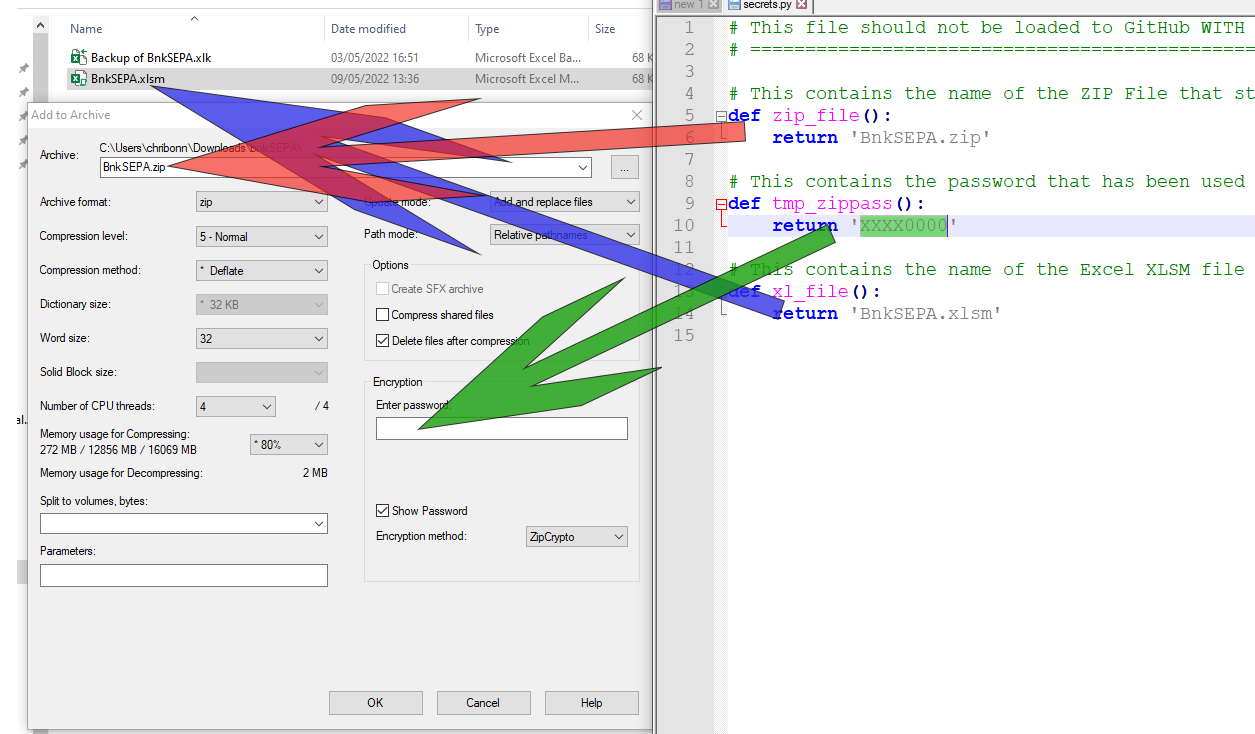 Name Date modified Type Size
Backup of BnkSEPA.xlk 03/05/2022 16:51 Microsoft Excel Ba... 68 K
BnkSEPA.xlsm 09/05/2022 13:36 Microsoft Excel M... 68 K
Add to Archive
Archive:
C:\Users\chribonn\Downloads\bnkSEPA\
BnkSEPA.zip
...
Archive format: zip
Compression level: 5 - Normal
Compression method: * Deflate
Dictionary size: * 32 KB
Word size: 32
Solid Block size:
Number of CPU threads: 4 / 4
Memory usage for Compressing:
272 MB / 12856 MB / 16069 MB
* 80%
Memory usage for Decompressing: 2 MB
Split to volumes, bytes:
Parameters:
Update mode: Add and replace files
Path mode: Relative pathnames
Options
Create SFX archive
Compress shared files
Delete files after compression
Encryption
Enter password:
Show Password
Encryption method: ZipCrypto
OK Cancel Help
al..
new 1 secrets.py
1 # This file should not be loaded to GitHub WITH
2 # ================================================
3
4 # This contains the name of the ZIP File that st
5 def zip_file():
6 return 'BnkSEPA.zip'
7
8 # This contains the password that has been used
9 def tmp_zippass():
10 return 'XXXX0000'
11
12 # This contains the name of the Excel XLSM file
13 def xl_file():
14 return 'BnkSEPA.xlsm'
15